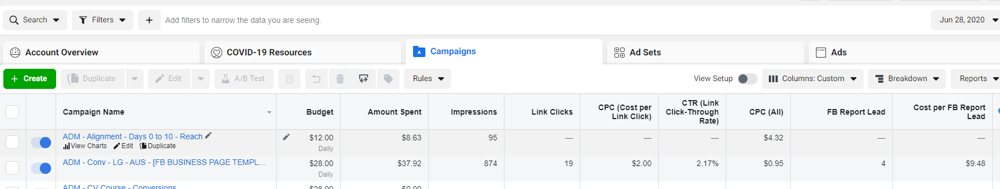 Search
Filters
+
Add filters to narrow the data you are seeing.
Jun 28, 2020
Account Overview
COVID-19 Resources
Campaigns
Ad Sets
Ads
+ Create
Duplicate
Edit
A/B Test
Rules
View Setup
Columns: Custom
Breakdown
Reports
Campaign Name
Budget
Amount Spent
Impressions
Link Clicks
CPC (Cost per
Link Click)
CTR (Link
Click-Through
Rate)
CPC (All)
FB Report Lead
Cost per FB Report
Lead
ADM - Alignment - Days 0 to 10 - Reach
View Charts Edit Duplicate
$12.00
Daily
$8.63
95
—
—
—
$4.32
—
—
ADM - Conv - LG - AUS - [FB BUSINESS PAGE TEMPL...
$28.00
Daily
$37.92
874
19
$2.00
2.17%
$0.95
4
$9.48
ADM - CV Course - Conversions
$28.00
$0.00